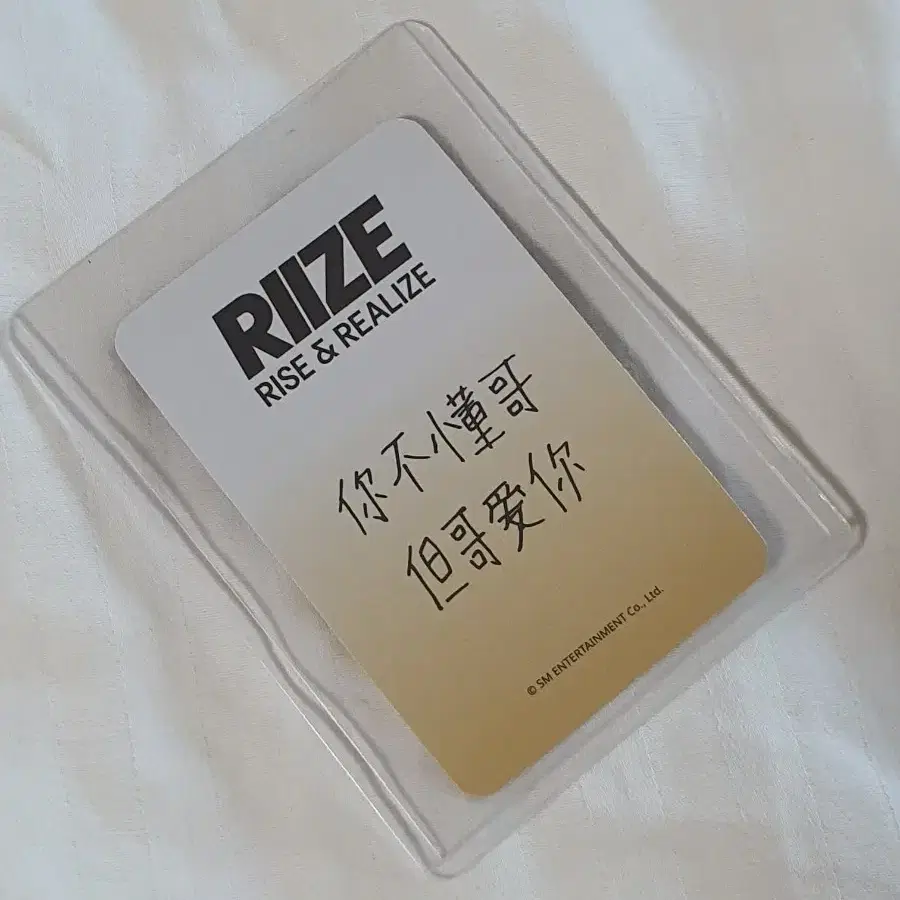 RIIZE
RISE & REALIZE
你不懂哥
但哥爱你
© SM ENTERTAINMENT Co., Ltd.